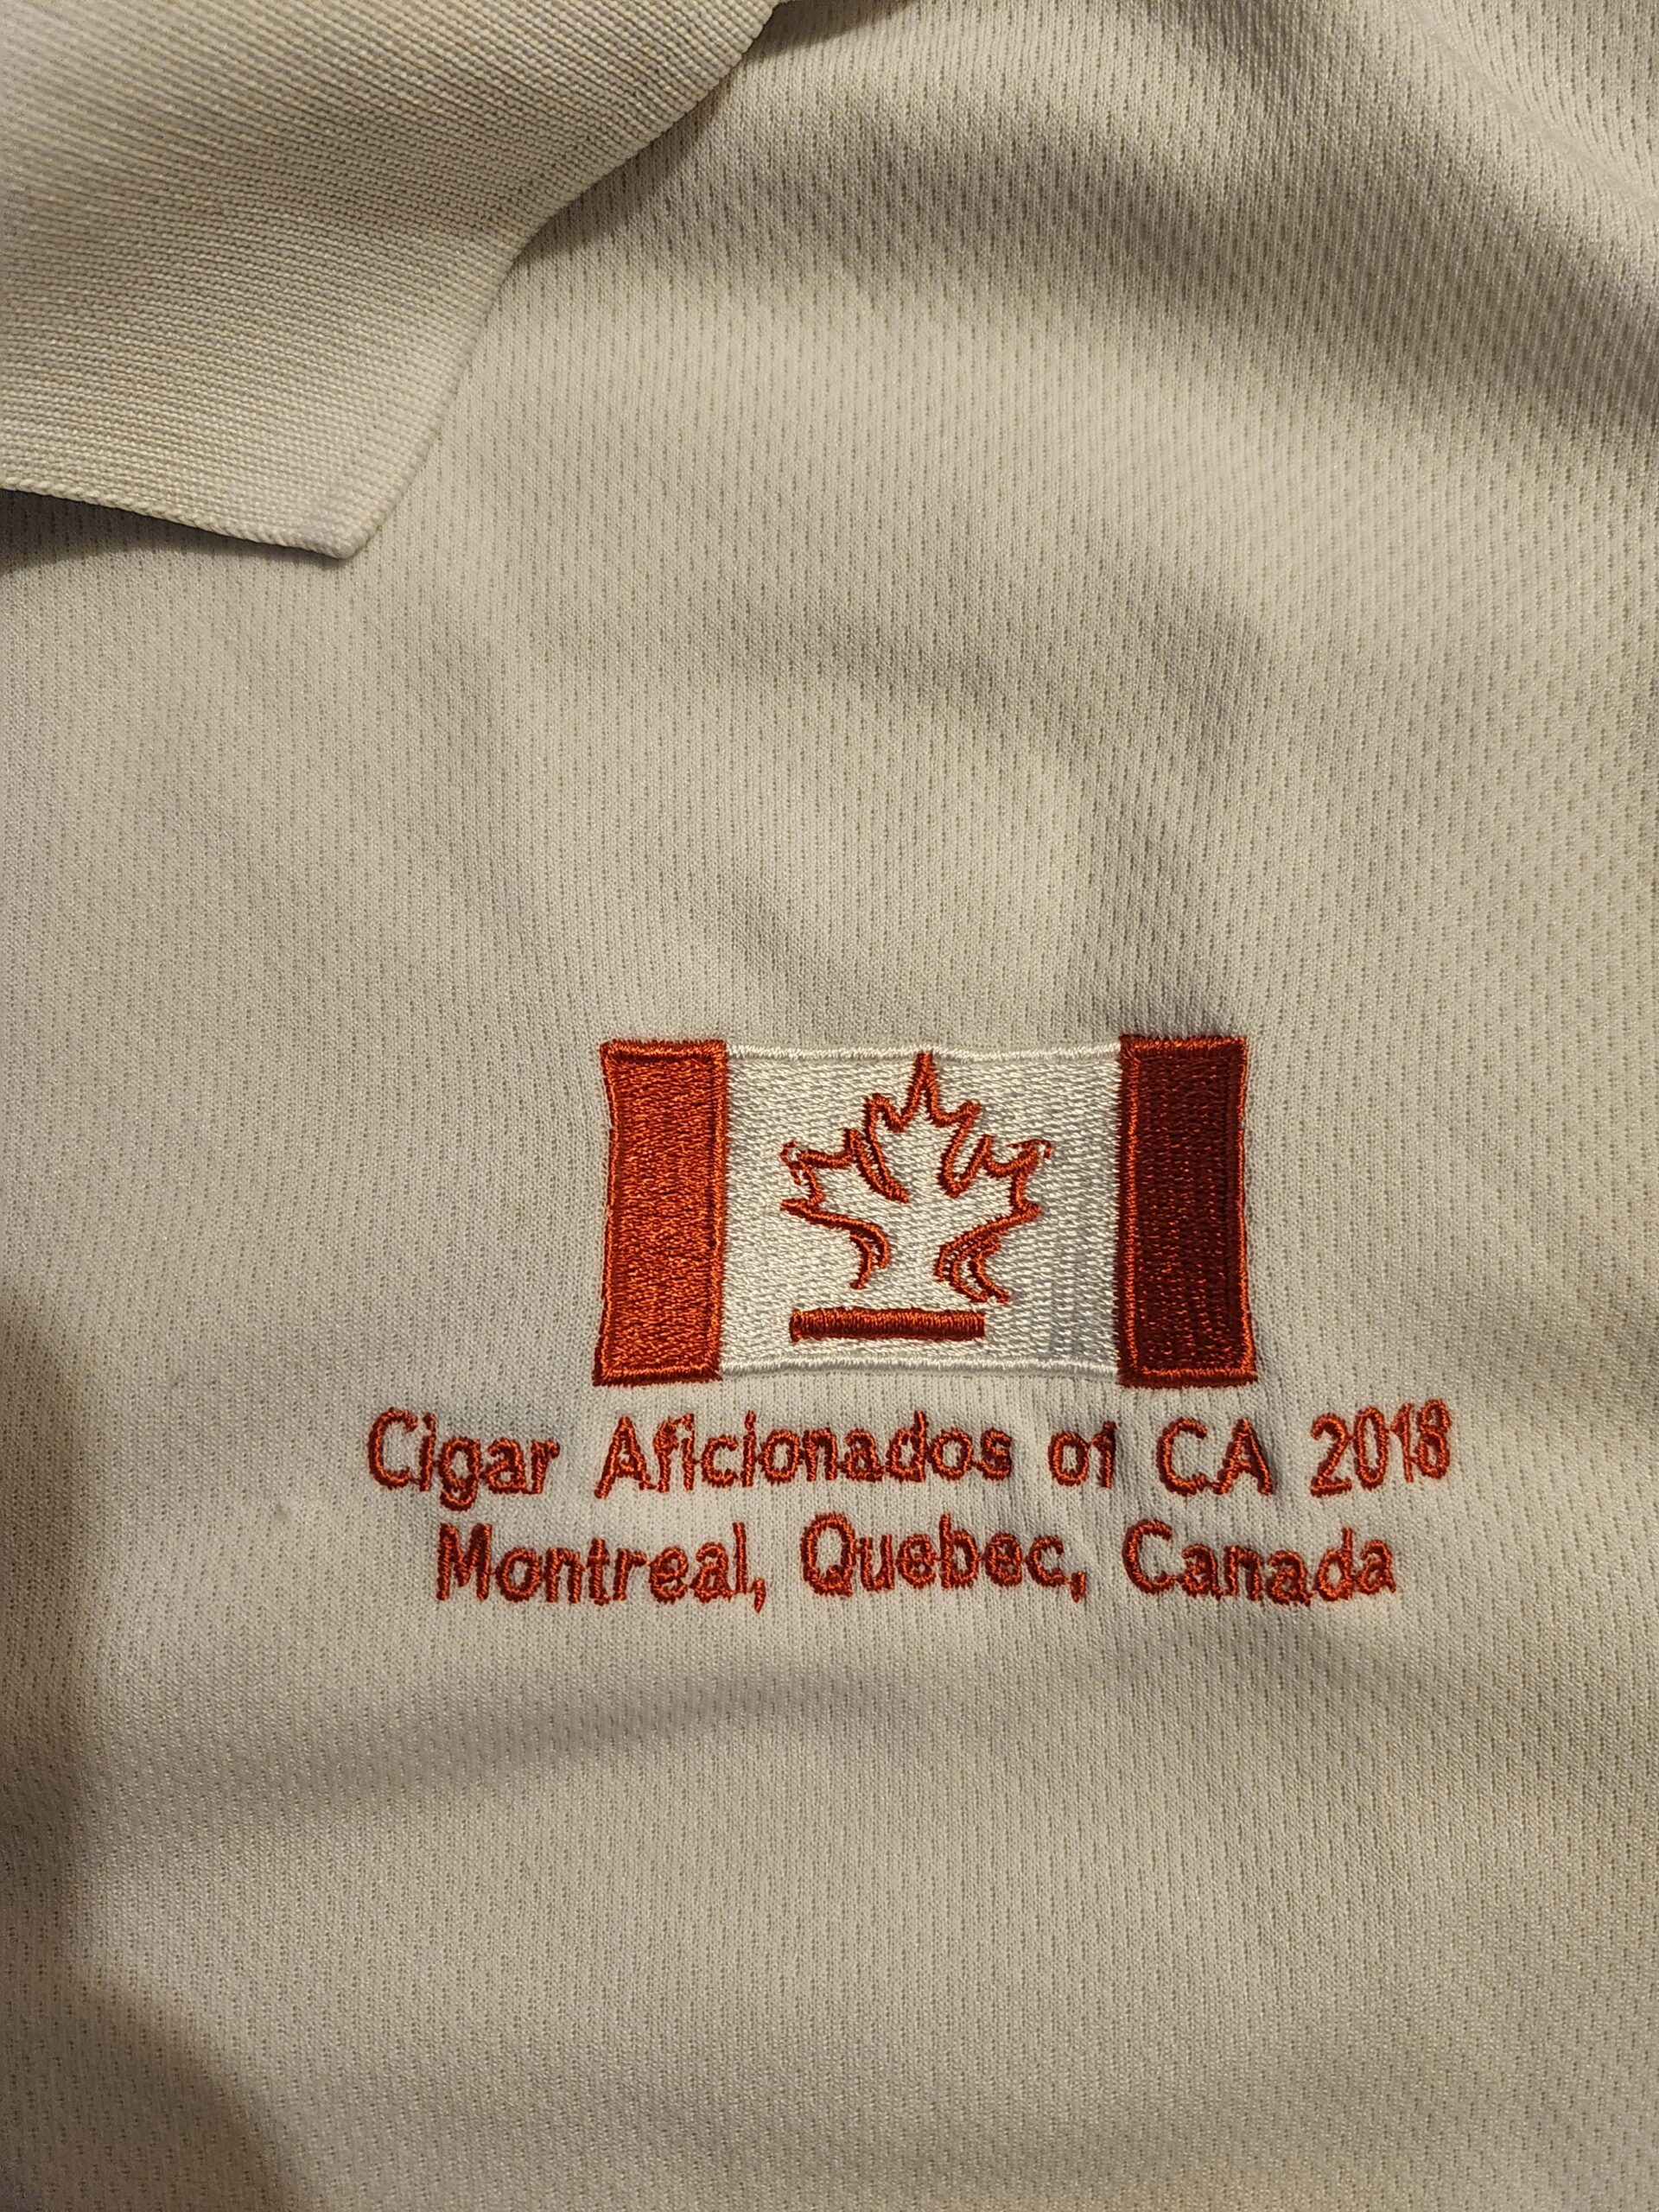 Cigar Aficionados of CA 2018
Montreal, Quebec, Canada